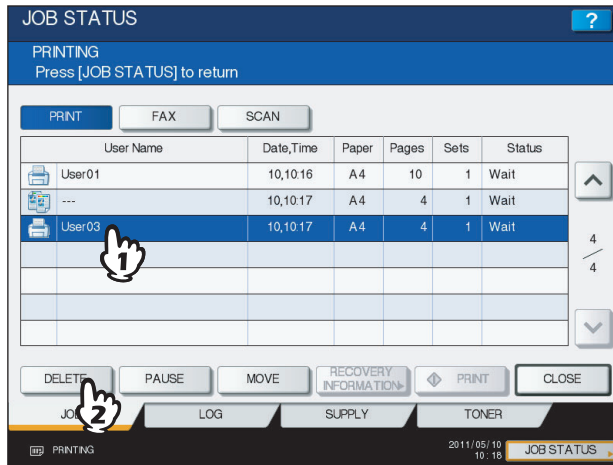 JOB STATUS
?
PRINTING
Press [JOB STATUS] to return
PRINT FAX SCAN
User Name Date,Time Paper Pages Sets Status
User01 10,10:16 A4 10 1 Wait
--- 10,10:17 A4 4 1 Wait
User03 10,10:17 A4 4 1 Wait
1
4
4
DELETE PAUSE MOVE RECOVERY INFORMATION PRINT CLOSE
2
LOG SUPPLY TONER
PRINTING
2011/05/10
10:18
JOB STATUS